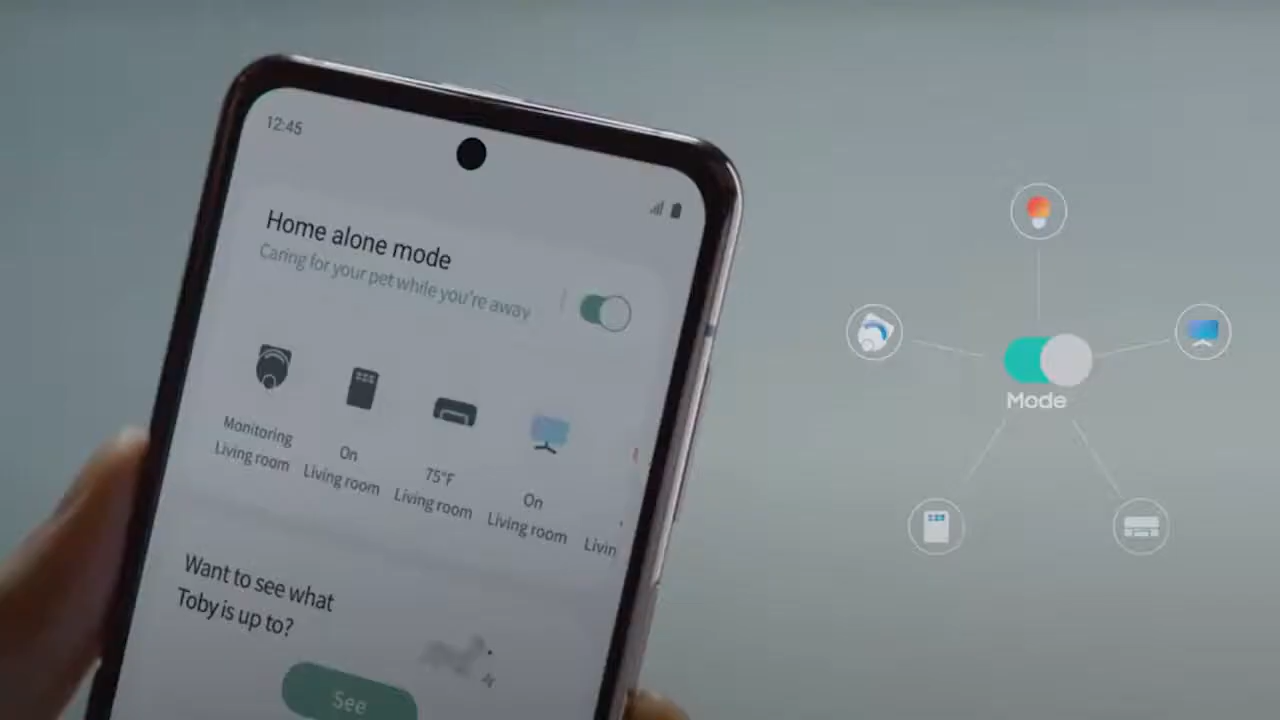 12:45
Home alone mode
Caring for your pet while you're away
Monitoring
Living room
On
Living room
75°F
Living room
On
Living room
Livin
Want to see what
Toby is up to?
See
Mode